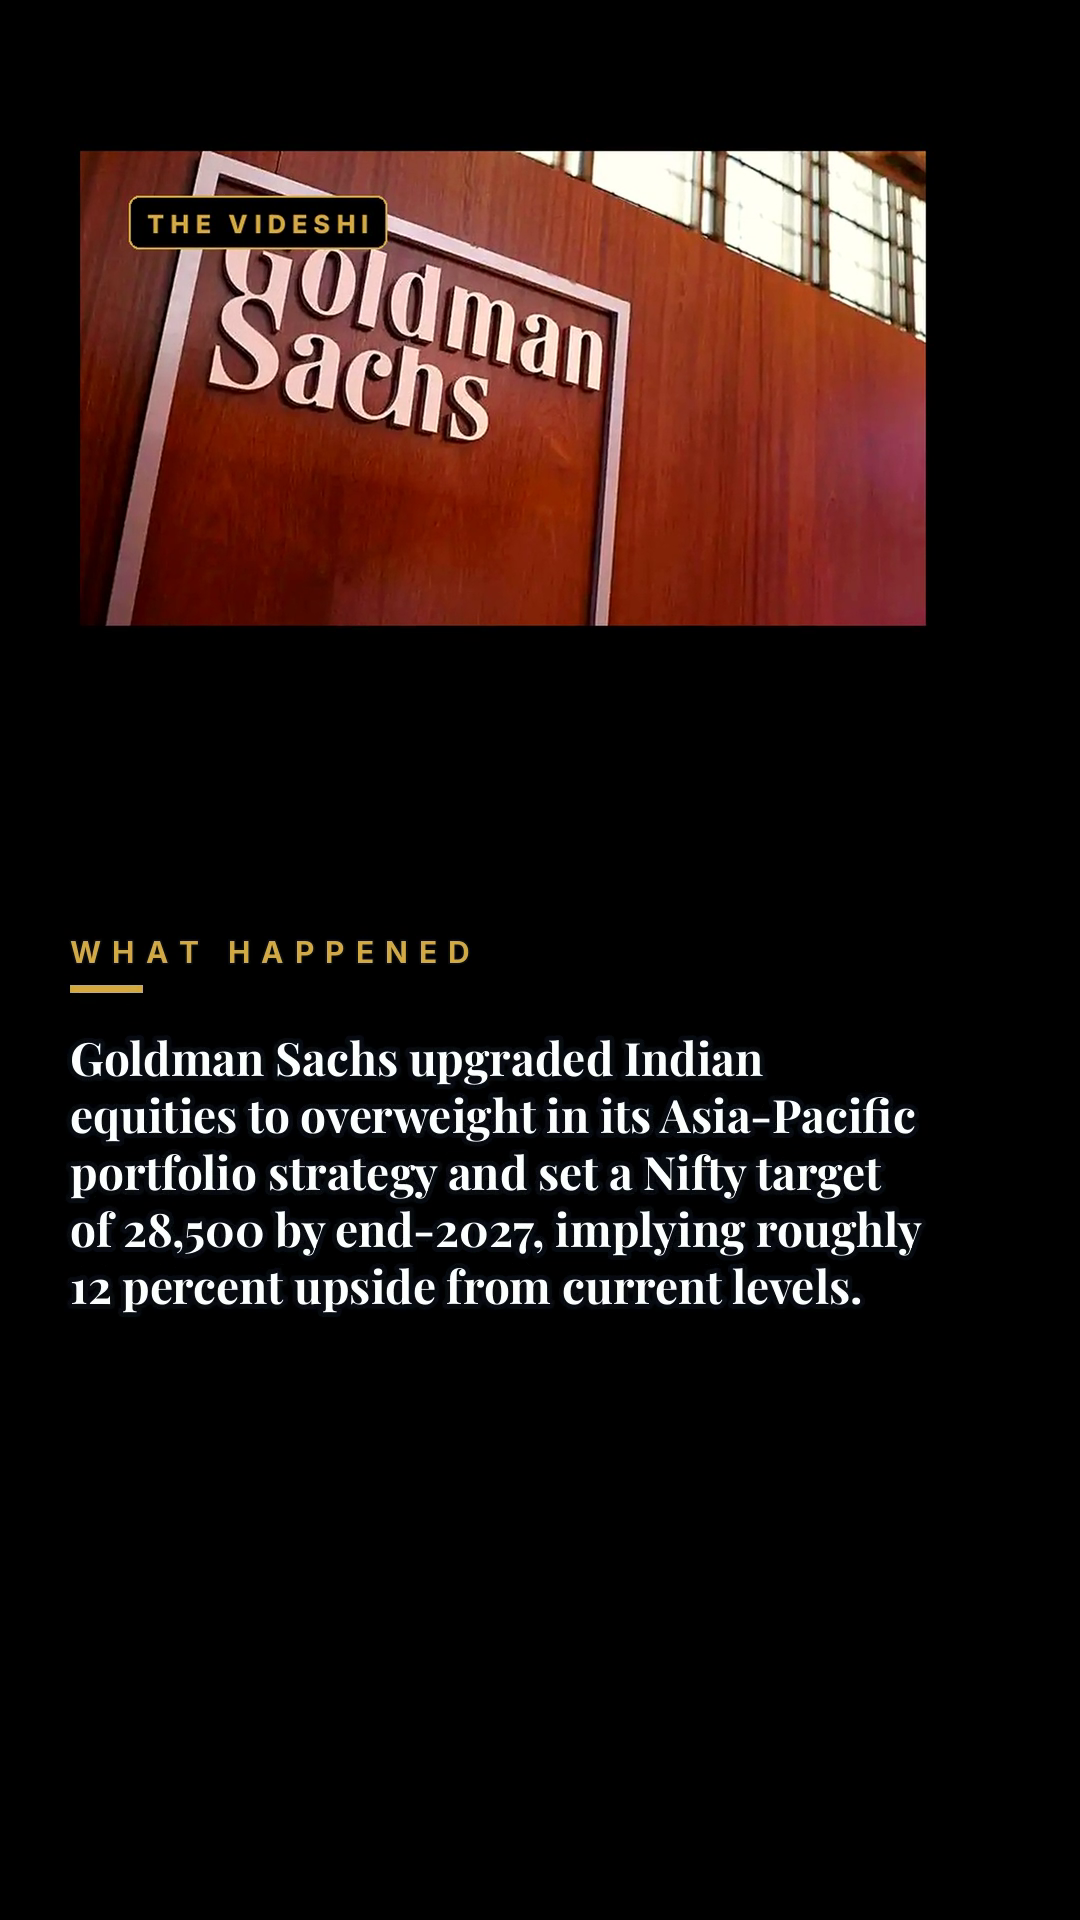 THE VIDESHI
Goldman
Sachs
WHAT HAPPENED
Goldman Sachs upgraded Indian
equities to overweight in its Asia-Pacific
portfolio strategy and set a Nifty target
of 28,500 by end-2027, implying roughly
12 percent upside from current levels.